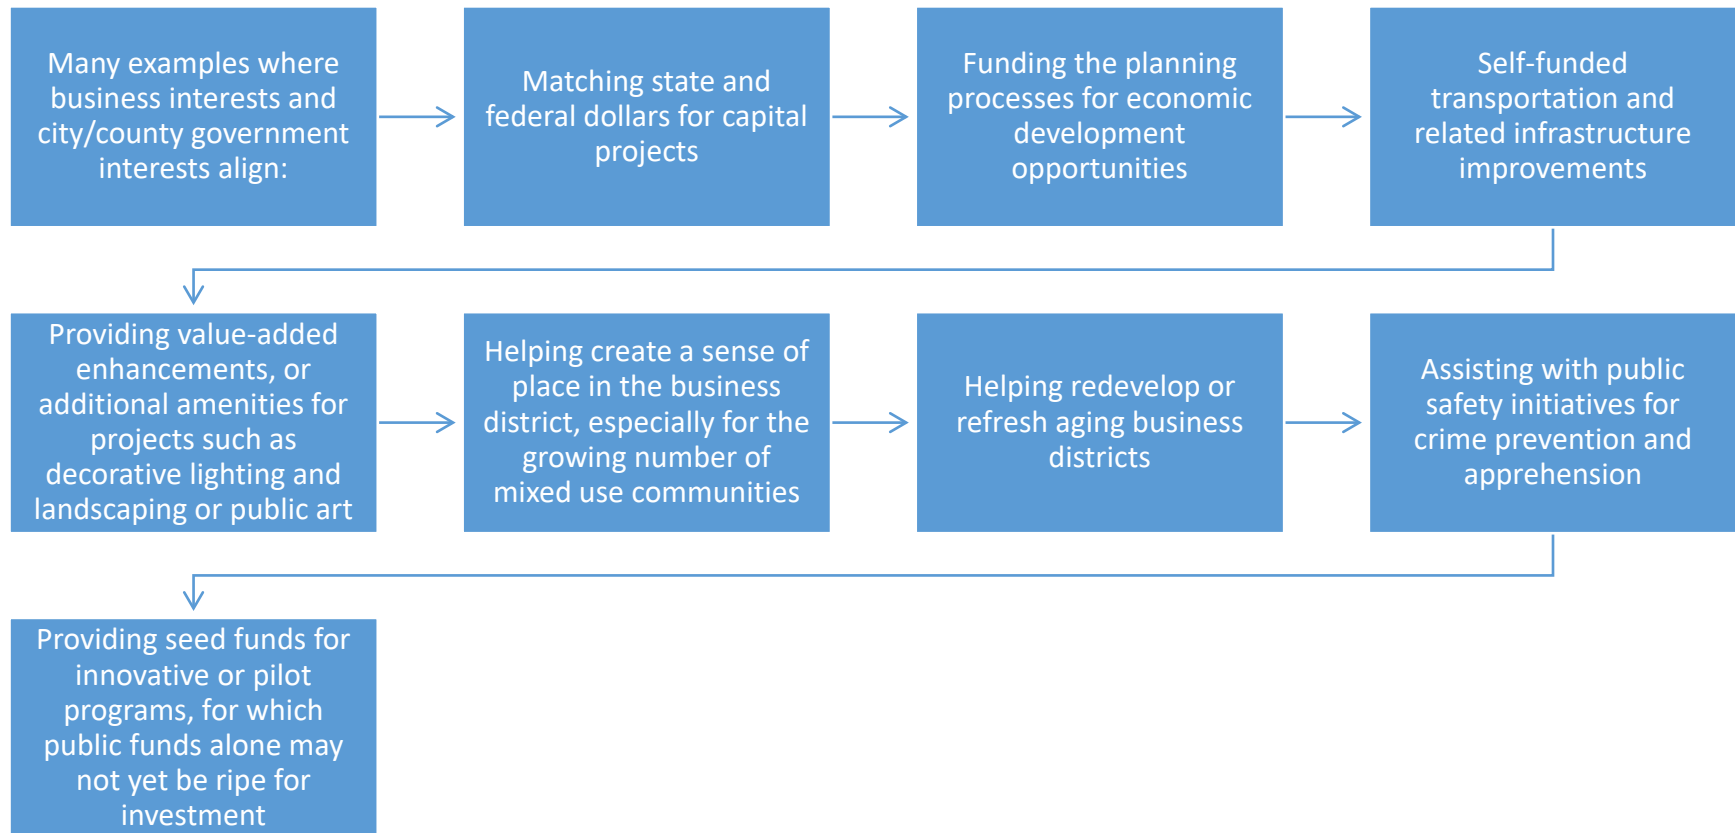 Many examples where
business interests and
city/county government
interests align:
Matching state and
federal dollars for capital
projects
Funding the planning
processes for economic
development
opportunities
Self-funded
transportation and
related infrastructure
improvements
Providing value-added
enhancements, or
additional amenities for
projects such as
decorative lighting and
landscaping or public art
Helping create a sense of
place in the business
district, especially for the
growing number of
mixed use communities
Helping redevelop or
refresh aging business
districts
Assisting with public
safety initiatives for
crime prevention and
apprehension
Providing seed funds for
innovative or pilot
programs, for which
public funds alone may
not yet be ripe for
investment